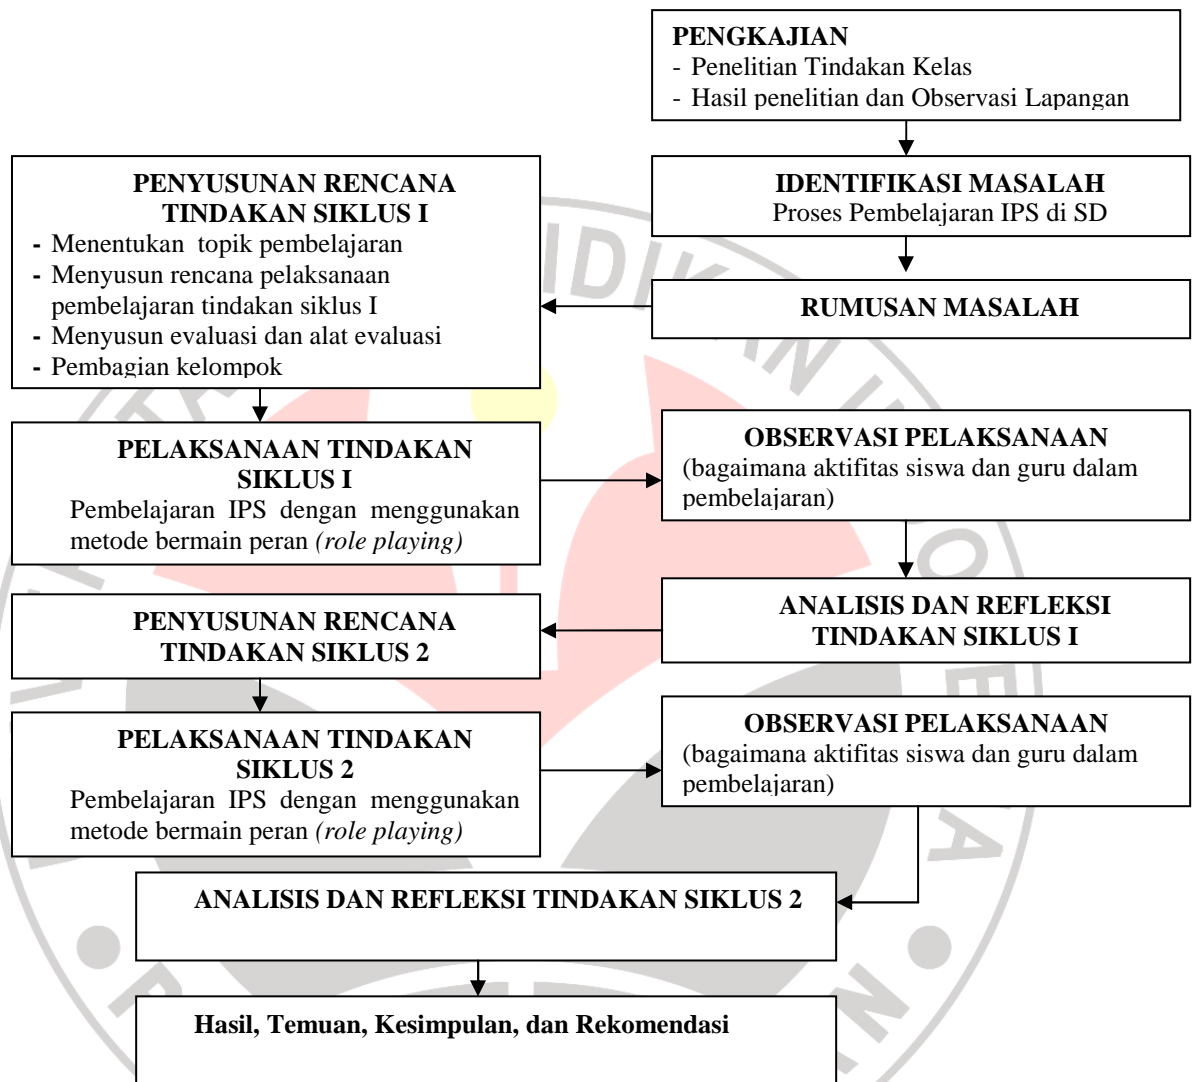 PENGKAJIAN
- Penelitian Tindakan Kelas
- Hasil penelitian dan Observasi Lapangan
IDENTIFIKASI MASALAH
Proses Pembelajaran IPS di SD
RUMUSAN MASALAH
PENYUSUNAN RENCANA
TINDAKAN SIKLUS I
- Menentukan topik pembelajaran
- Menyusun rencana pelaksanaan
pembelajaran tindakan siklus I
- Menyusun evaluasi dan alat evaluasi
- Pembagian kelompok
PELAKSANAAN TINDAKAN
SIKLUS I
Pembelajaran IPS dengan menggunakan
metode bermain peran (role playing)
OBSERVASI PELAKSANAAN
(bagaimana aktifitas siswa dan guru dalam
pembelajaran)
ANALISIS DAN REFLEKSI
TINDAKAN SIKLUS I
PENYUSUNAN RENCANA
TINDAKAN SIKLUS 2
PELAKSANAAN TINDAKAN
SIKLUS 2
Pembelajaran IPS dengan menggunakan
metode bermain peran (role playing)
OBSERVASI PELAKSANAAN
(bagaimana aktifitas siswa dan guru dalam
pembelajaran)
ANALISIS DAN REFLEKSI TINDAKAN SIKLUS 2
Hasil, Temuan, Kesimpulan, dan Rekomendasi